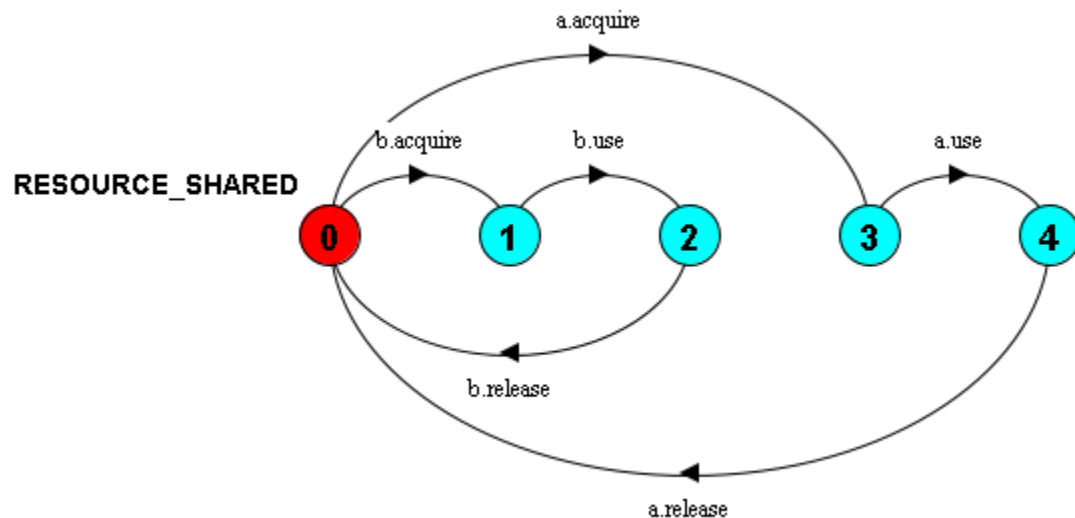 a.acquire
b.acquire b.use a.use
RESOURCE_SHARED
0 1 2 3 4
b.release
a.release